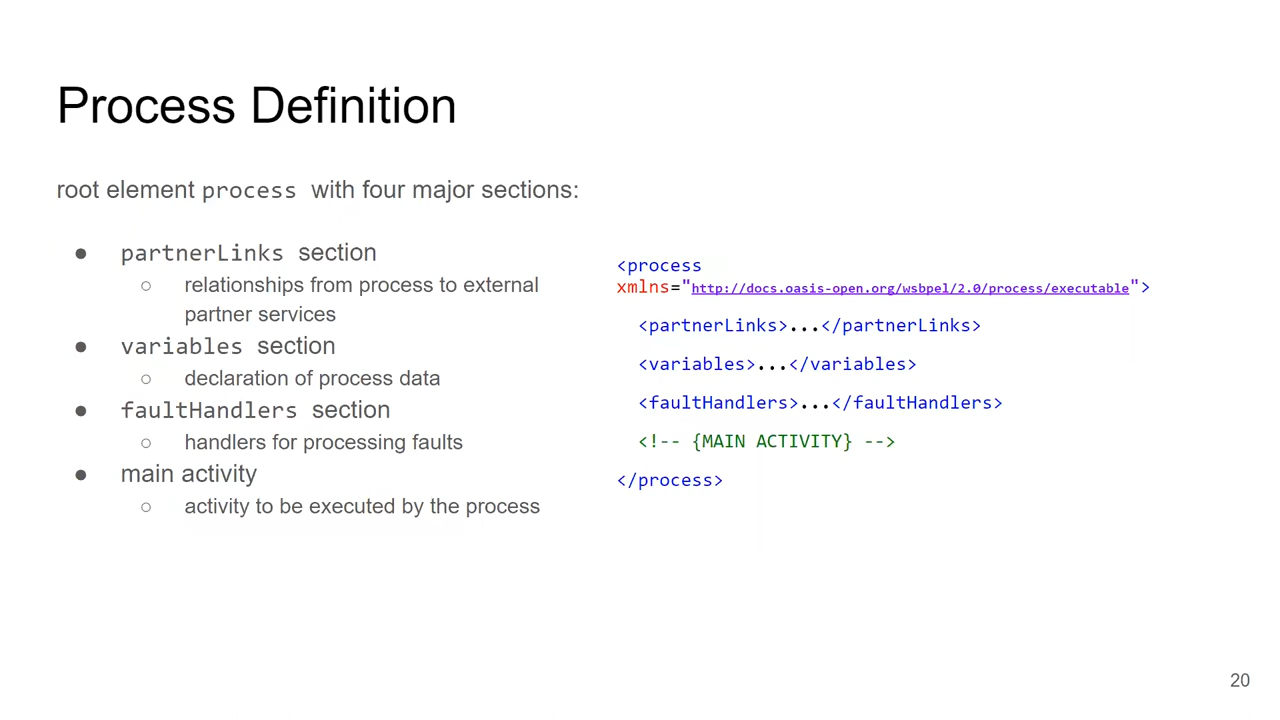 Process Definition
root element process with four major sections:
● partnerLinks section
○ relationships from process to external
partner services
● variables section
○ declaration of process data
● faultHandlers section
○ handlers for processing faults
● main activity
○ activity to be executed by the process
<process
xmlns="http://docs.oasis-open.org/wsbpel/2.0/process/executable">
<partnerLinks>...</partnerLinks>
<variables>...</variables>
<faultHandlers>...</faultHandlers>
<!-- {MAIN ACTIVITY} -->
</process>
20